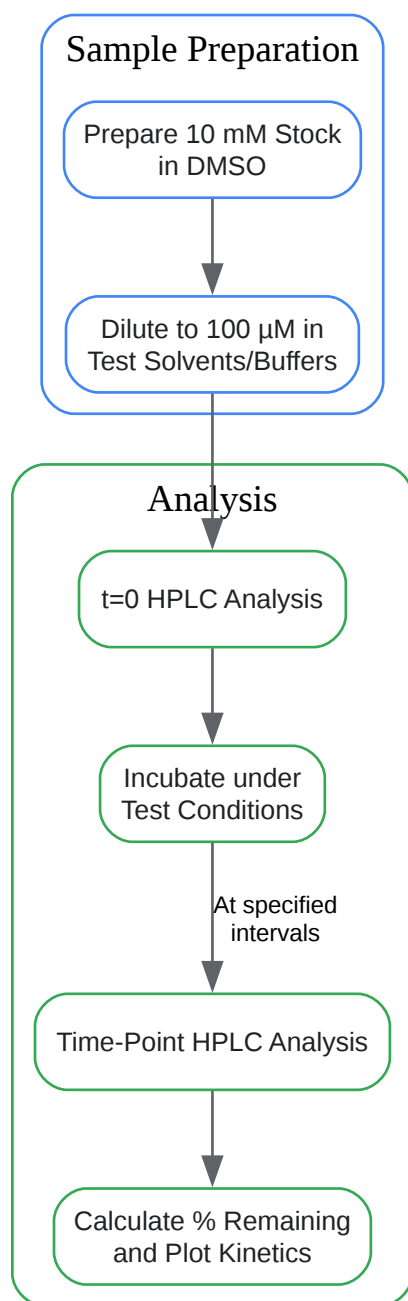 Sample Preparation
Prepare 10 mM Stock
in DMSO
Dilute to 100 µM in
Test Solvents/Buffers
Analysis
t=0 HPLC Analysis
Incubate under
Test Conditions
At specified
intervals
Time-Point HPLC Analysis
Calculate % Remaining
and Plot Kinetics